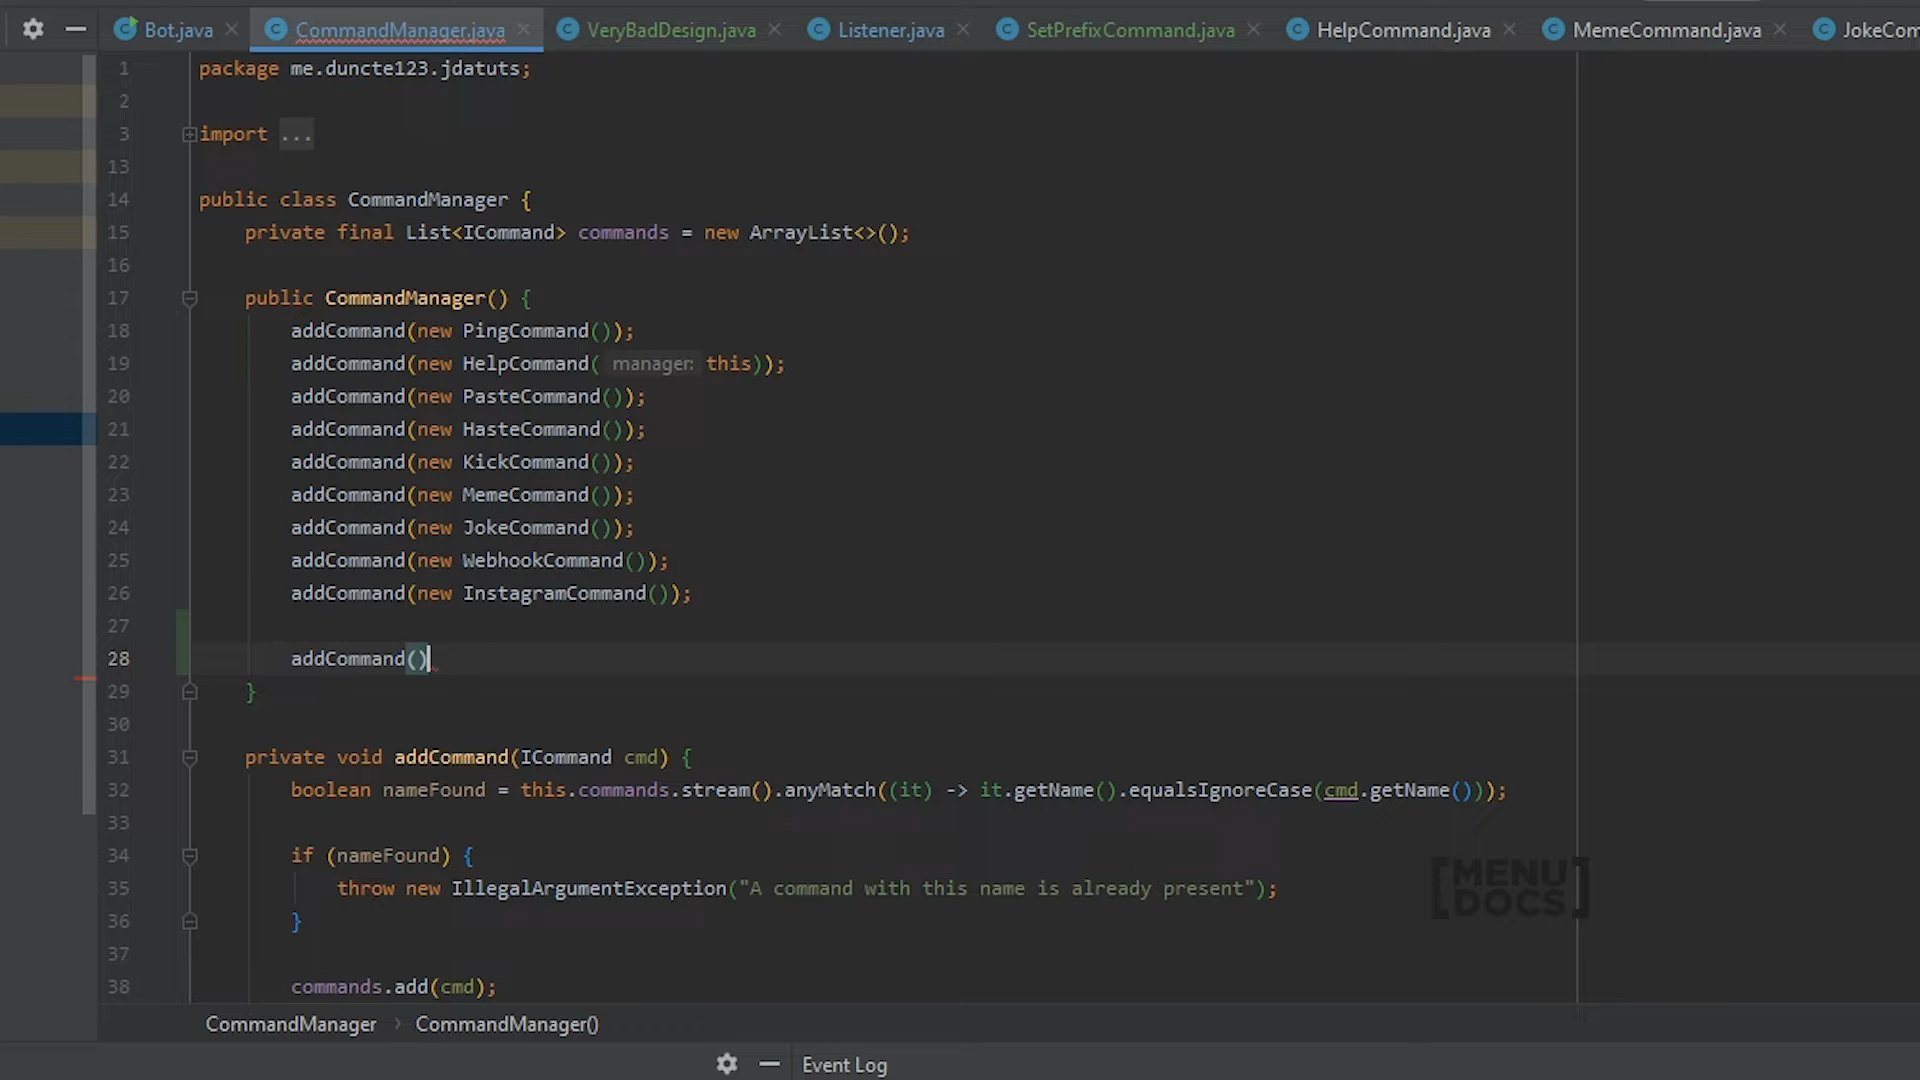 Bot.java CommandManager.java VeryBadDesign.java Listener.java SetPrefixCommand.java HelpCommand.java MemeCommand.java JokeCom
1 package me.duncte123.jdatuts;
2
3 import ...
13
14 public class CommandManager {
15 private final List<ICommand> commands = new ArrayList<>();
16
17 public CommandManager() {
18 addCommand(new PingCommand());
19 addCommand(new HelpCommand( manager: this));
20 addCommand(new PasteCommand());
21 addCommand(new HasteCommand());
22 addCommand(new KickCommand());
23 addCommand(new MemeCommand());
24 addCommand(new JokeCommand());
25 addCommand(new WebhookCommand());
26 addCommand(new InstagramCommand());
27
28 addCommand()
29 }
30
31 private void addCommand(ICommand cmd) {
32 boolean nameFound = this.commands.stream().anyMatch((it) -> it.getName().equalsIgnoreCase(cmd.getName()));
33
34 if (nameFound) {
35 throw new IllegalArgumentException("A command with this name is already present");
36 }
37
38 commands.add(cmd);
[MENU
DOCS]
CommandManager > CommandManager()
Event Log